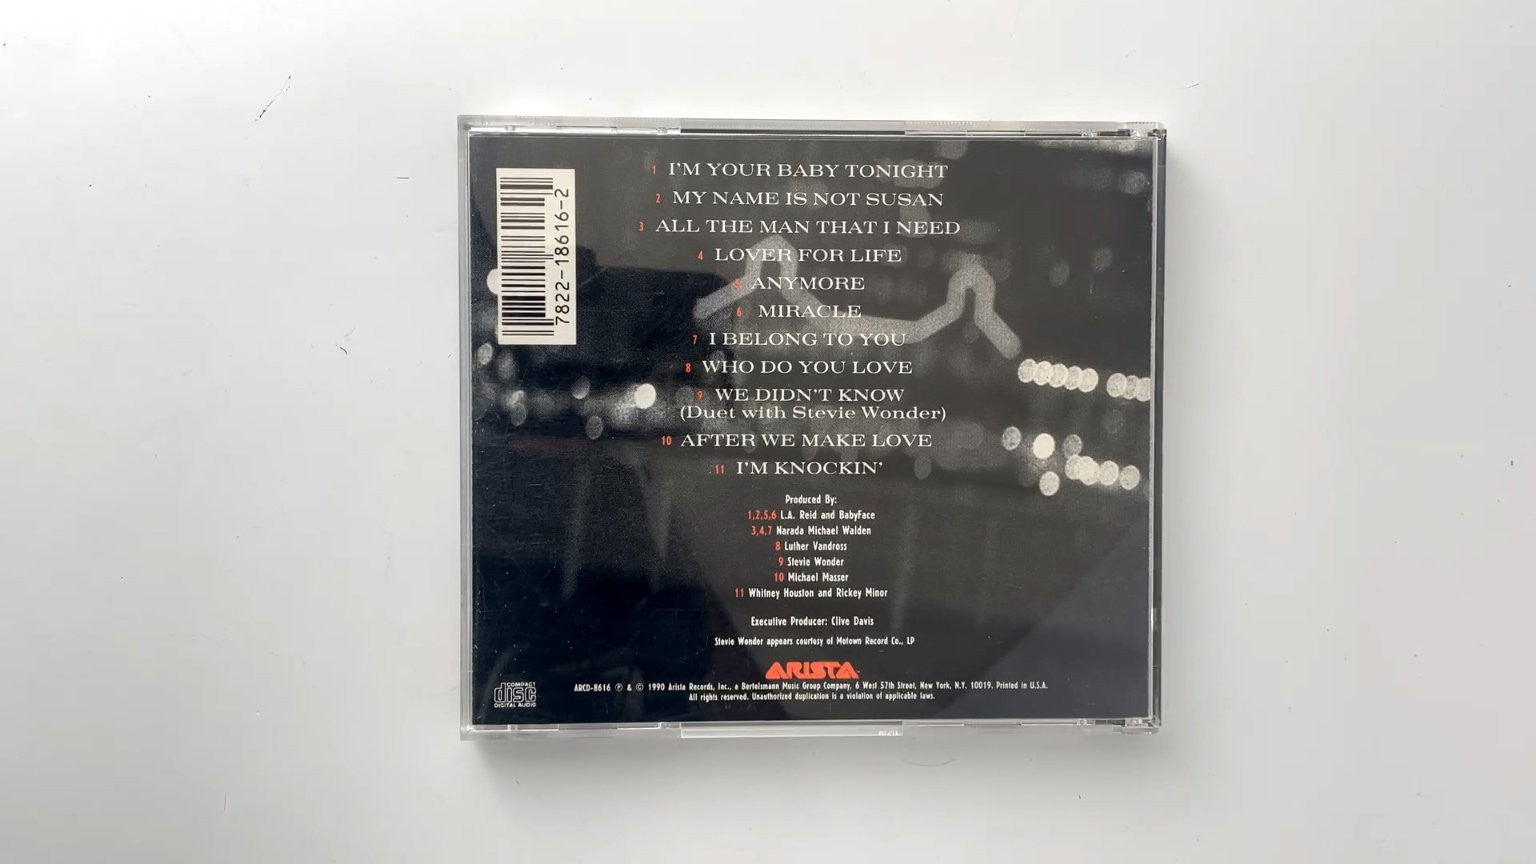 7822-18616-2
1 I'M YOUR BABY TONIGHT
2 MY NAME IS NOT SUSAN
3 ALL THE MAN THAT I NEED
4 LOVER FOR LIFE
5 ANYMORE
6 MIRACLE
7 I BELONG TO YOU
8 WHO DO YOU LOVE
9 WE DIDN'T KNOW
(Duet with Stevie Wonder)
10 AFTER WE MAKE LOVE
11 I'M KNOCKIN'
Produced By:
1,2,5,6 L.A. Reid and BabyFace
3,4,7 Narada Michael Walden
8 Luther Vandross
9 Stevie Wonder
10 Michael Masser
11 Whitney Houston and Rickey Minor
Executive Producer: Clive Davis
Stevie Wonder appears courtesy of Motown Record Co., LP
ARISTA
COMPACT
disc
DIGITAL AUDIO
ARCD-8616 ℗ & © 1990 Arista Records, Inc., a Bertelsmann Music Group Company, 6 West 57th Street, New York, N.Y. 10019. Printed in U.S.A.
All rights reserved. Unauthorized duplication is a violation of applicable laws.